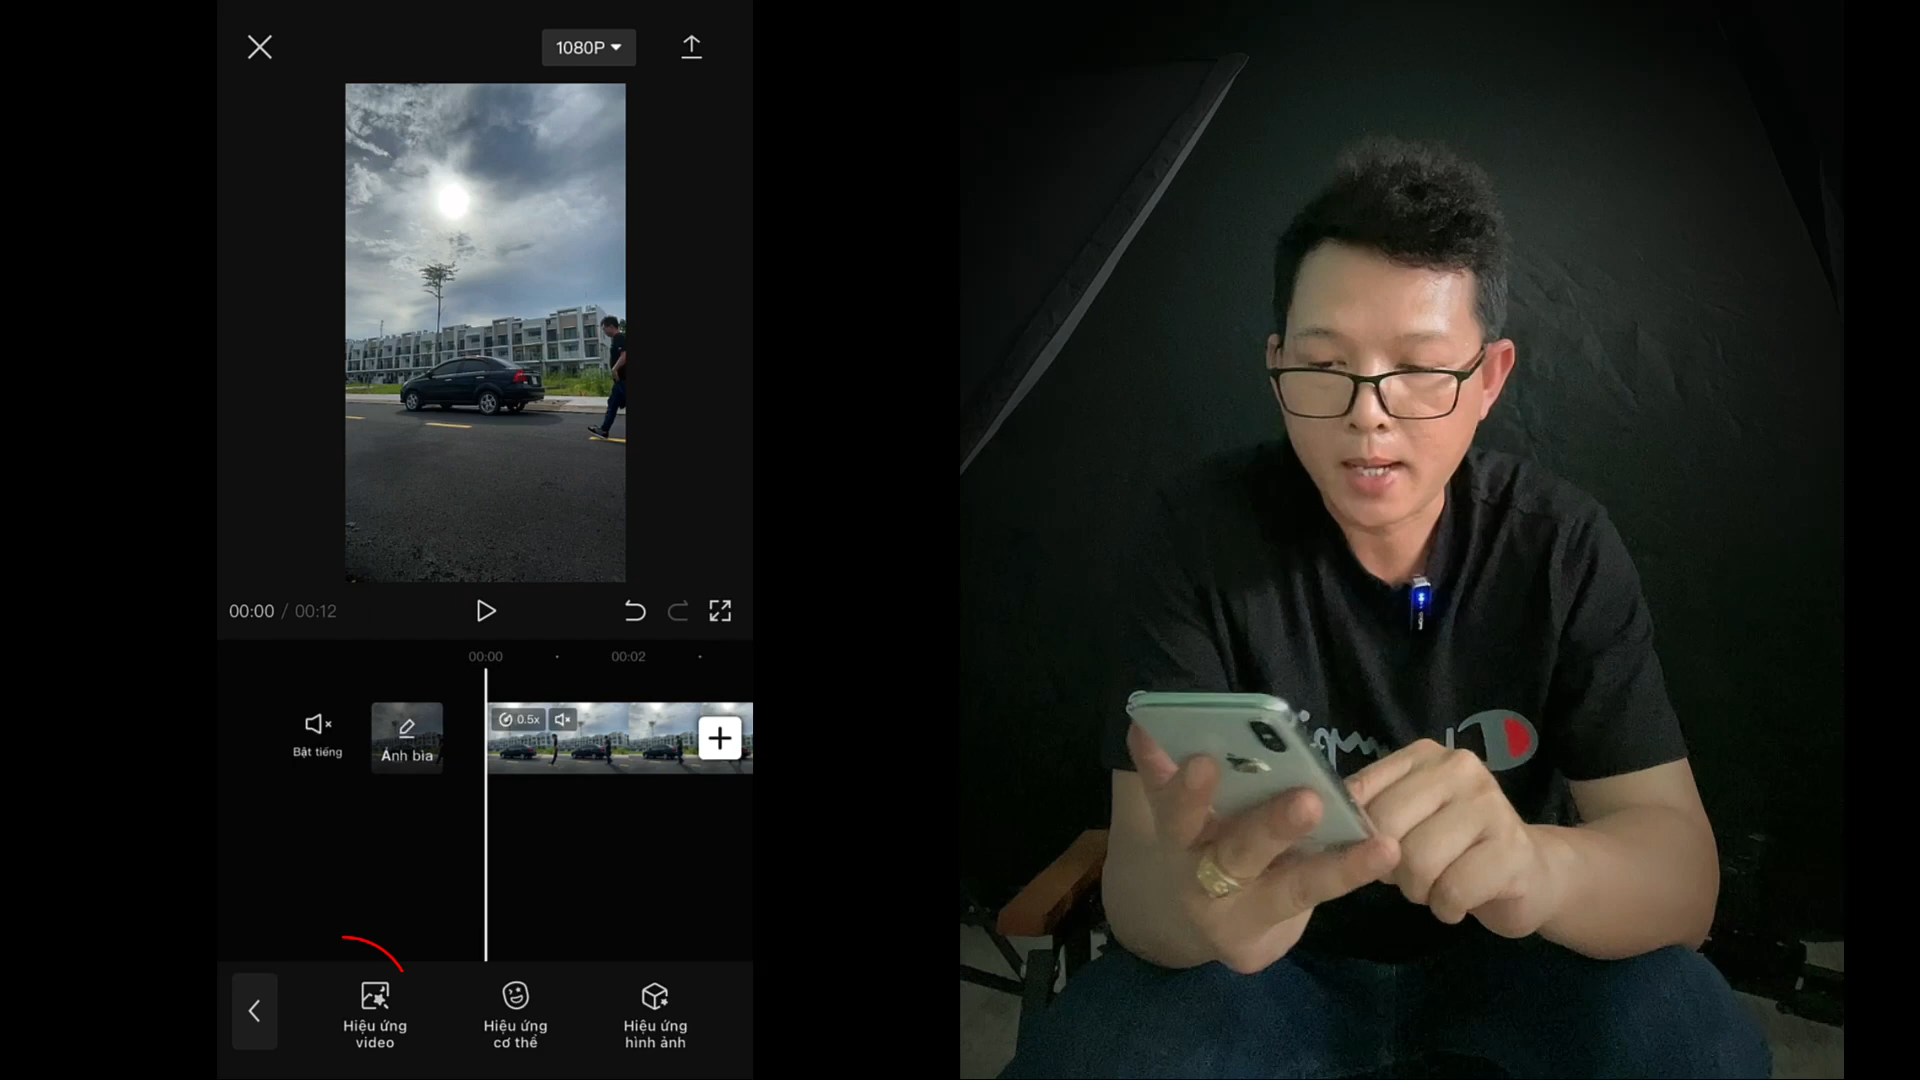 1080P
00:00 / 00:12
00:00
00:02
0.5x
Bật tiếng
Ảnh bìa
Hiệu ứng
video
Hiệu ứng
cơ thể
Hiệu ứng
hình ảnh